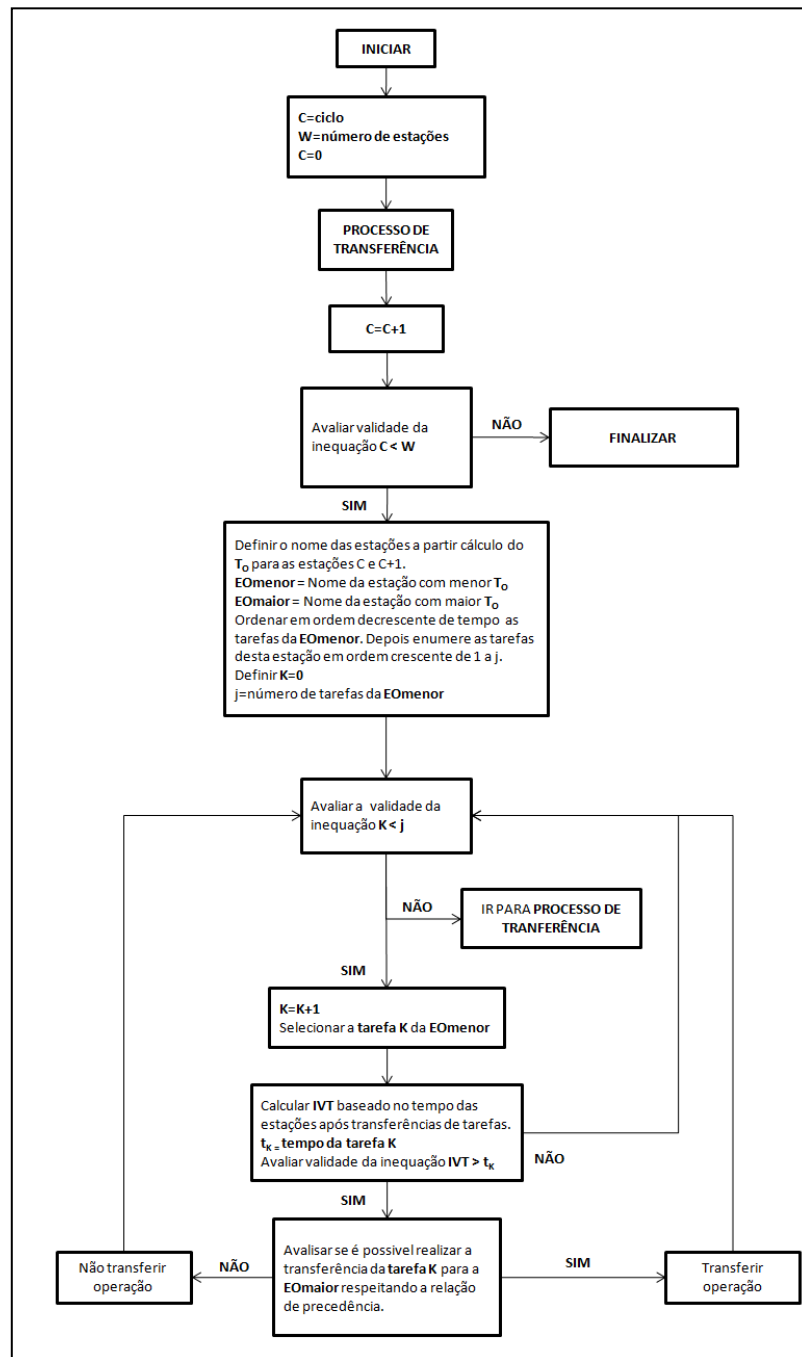 INICIAR
C=ciclo
W=número de estações
C=0
PROCESSO DE
TRANSFERÊNCIA
C=C+1
Avaliar validade da
inequação C < W
NÃO
FINALIZAR
SIM
Definir o nome das estações a partir cálculo do
To para as estações C e C+1.
EOmenor = Nome da estação com menor To
EOmaior = Nome da estação com maior To
Ordenar em ordem decrescente de tempo as
tarefas da EOmenor. Depois enumere as tarefas
desta estação em ordem crescente de 1 a j.
Definir K=0
j=número de tarefas da EOmenor
Avaliar a validade da
inequação K < j
NÃO
IR PARA PROCESSO DE
TRANFERÊNCIA
SIM
K=K+1
Selecionar a tarefa K da EOmenor
Calcular IVT baseado no tempo das
estações após transferências de tarefas.
tK = tempo da tarefa K
Avaliar validade da inequação IVT > tK
NÃO
SIM
Não transferir
operação
NÃO
Avalisar se é possivel realizar a
transferência da tarefa K para a
EOmaior respeitando a relação
de precedência.
SIM
Transferir
operação